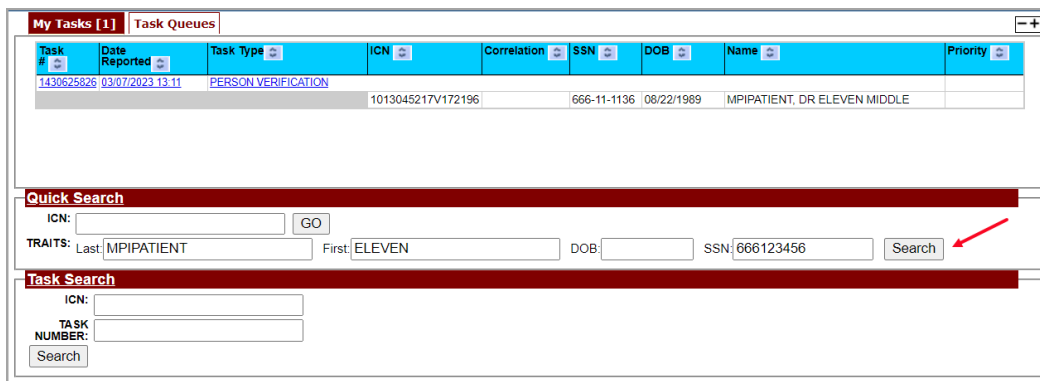 My Tasks [1] Task Queues
Task # Date Reported Task Type ICN Correlation SSN DOB Name Priority
1430625826 03/07/2023 13:11 PERSON VERIFICATION
1013045217V172196 666-11-1136 08/22/1989 MPIPATIENT, DR ELEVEN MIDDLE
Quick Search
ICN: GO
TRAITS: Last: MPIPATIENT First: ELEVEN DOB: SSN: 666123456 Search
Task Search
ICN:
TASK NUMBER:
Search